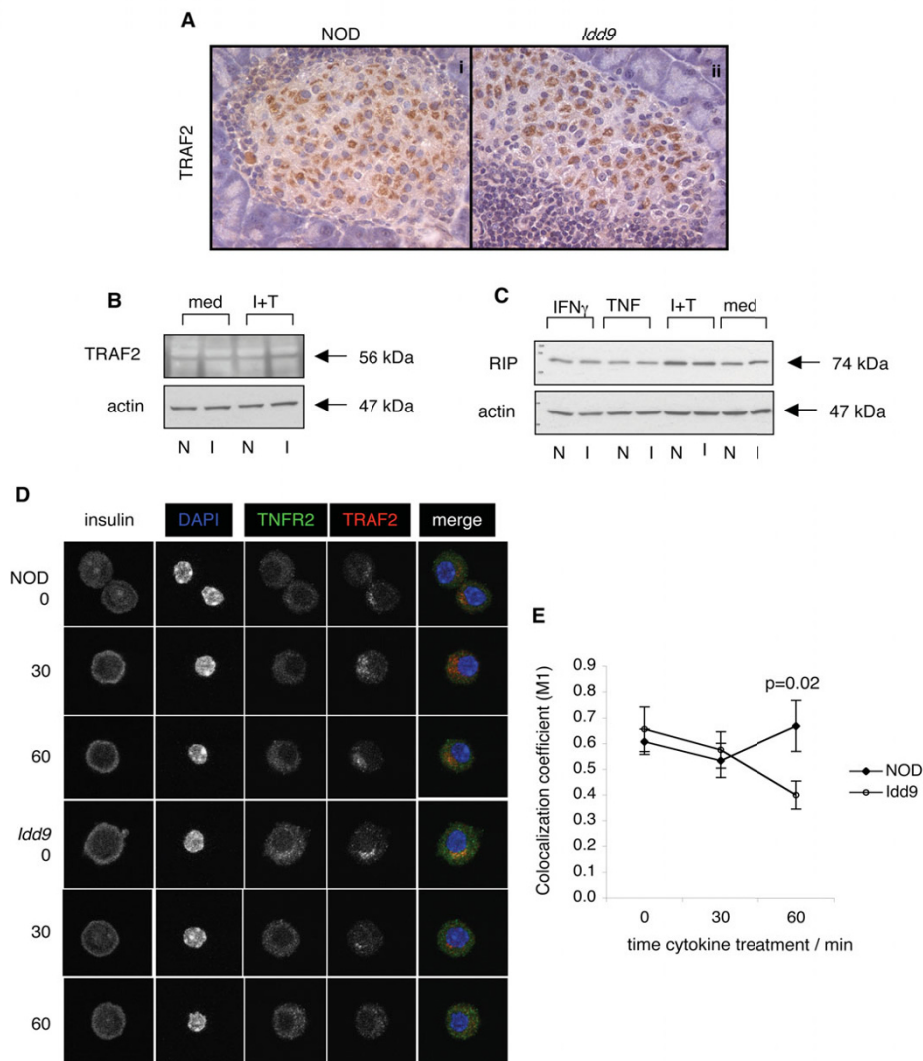 A
NOD Idd9
i ii
TRAF2
B
med I+T
TRAF2 56 kDa
actin 47 kDa
N I N I
C
IFNγ TNF I+T med
RIP 74 kDa
actin 47 kDa
N I N I N I N I
D
insulin DAPI TNFR2 TRAF2 merge
NOD
0
30
60
Idd9
0
30
60
E
Colocalization coefficient (M1)
0.9
0.8
0.7
0.6
0.5
0.4
0.3
0.2
0.1
0.0
p=0.02
NOD
Idd9
0 30 60
time cytokine treatment / min